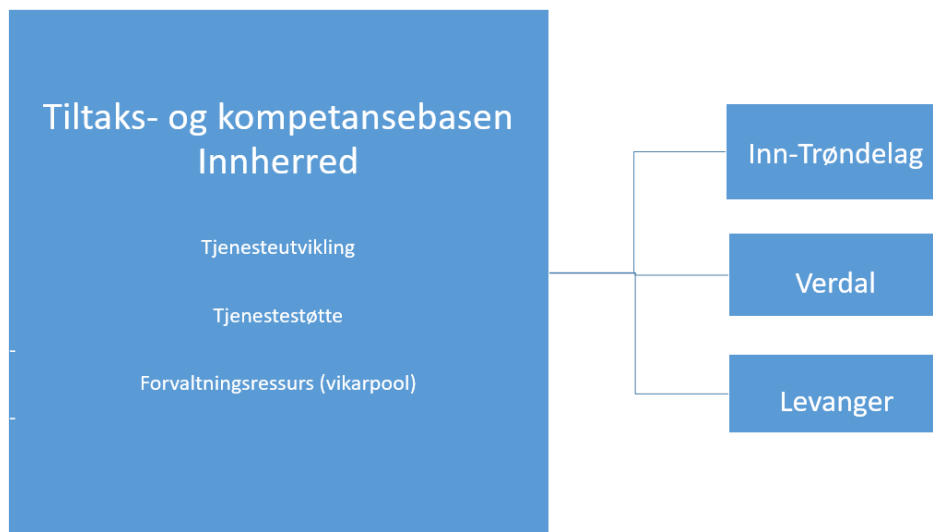 Tiltaks- og kompetansebasen
Innherred
Tjenesteutvikling
Tjenestestøtte
-
Forvaltningsressurs (vikarpool)
-
Inn-Trøndelag
Verdal
Levanger